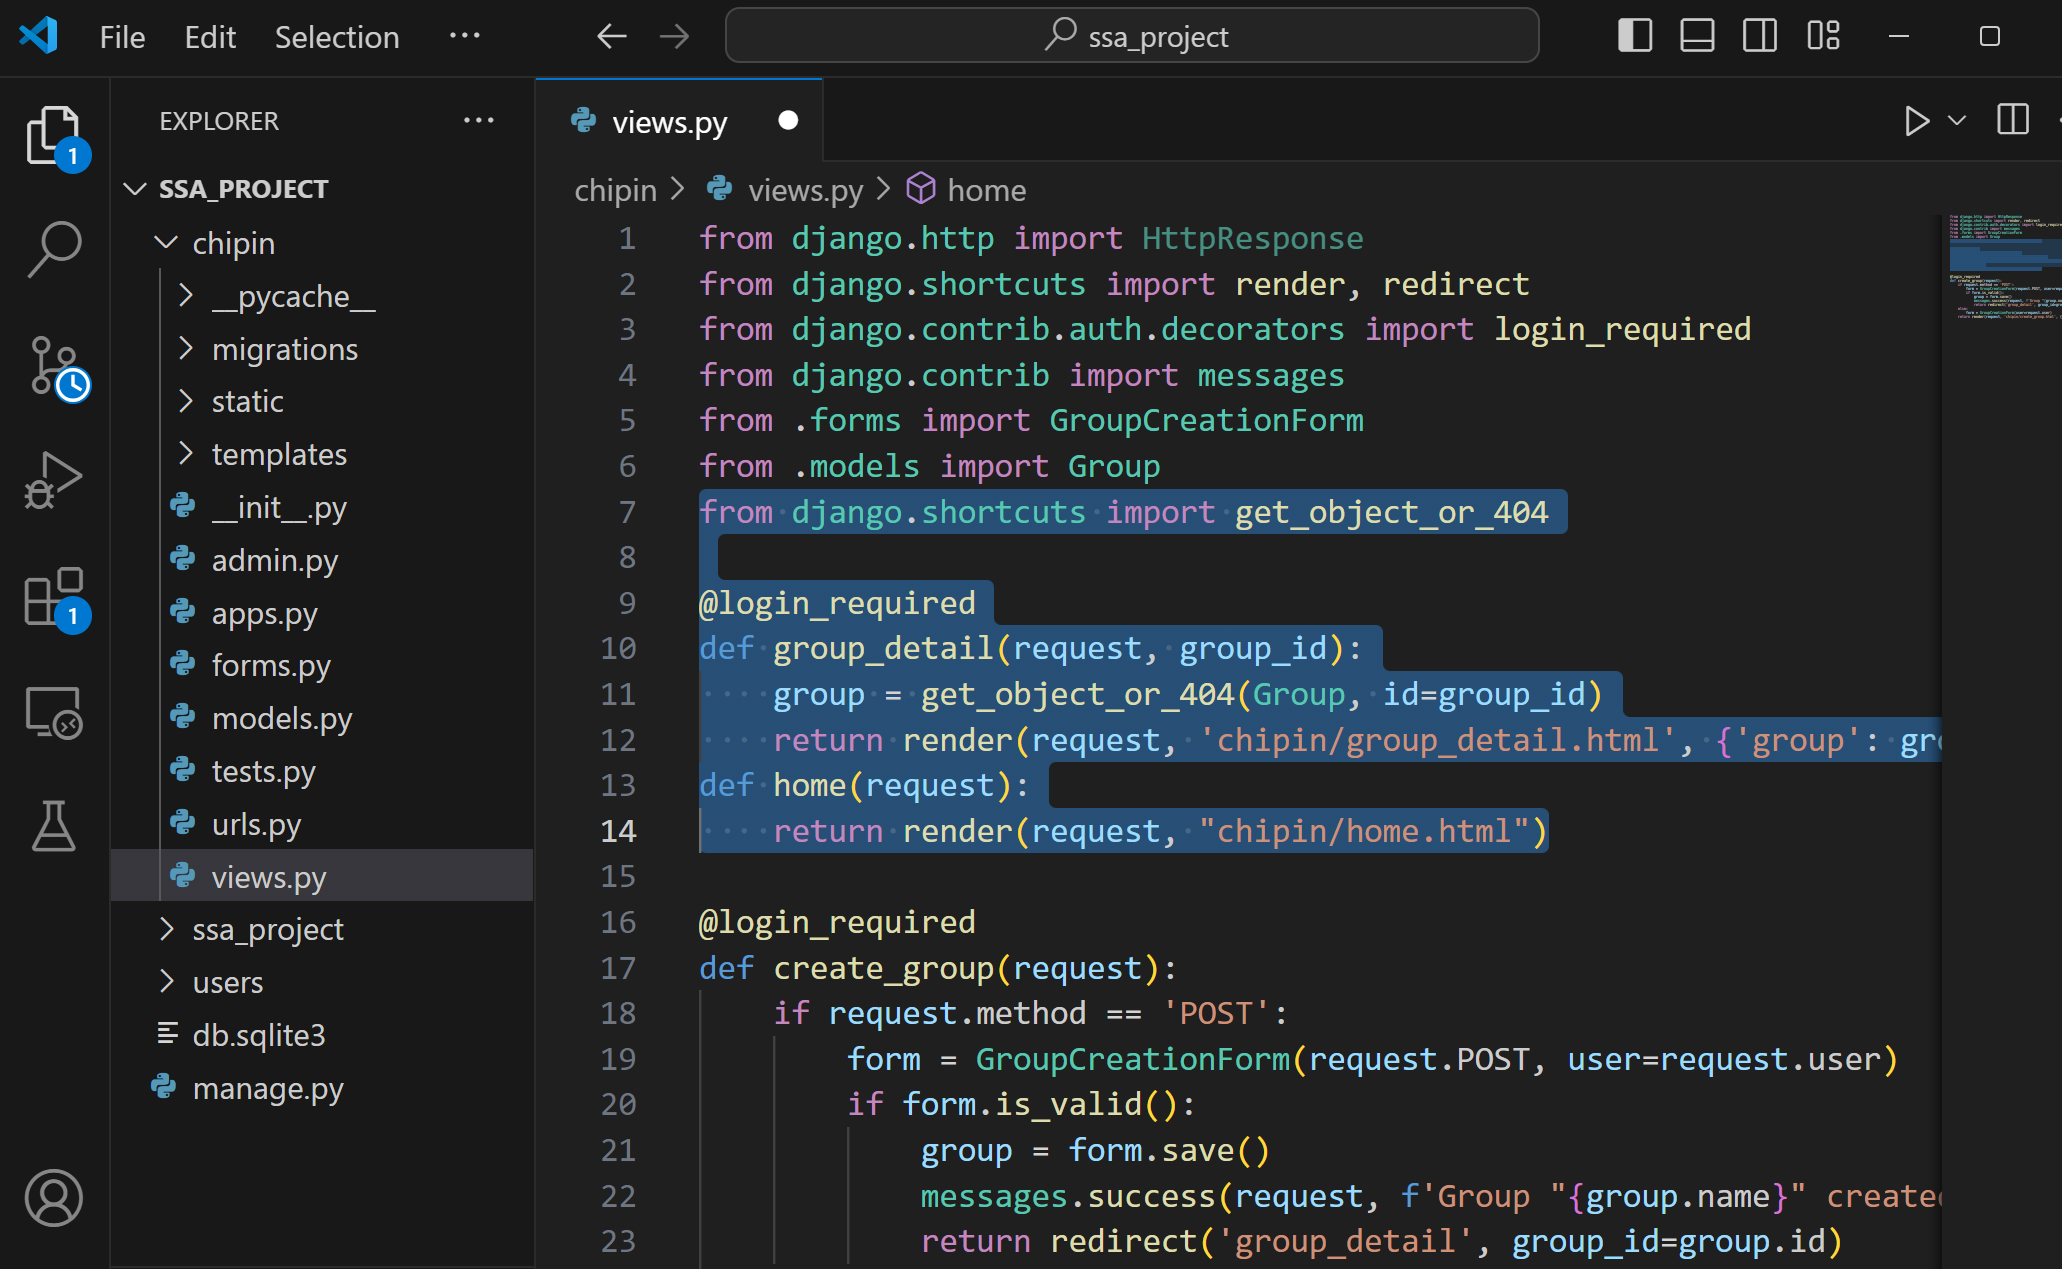 File Edit Selection ··· ssa_project
EXPLORER ···
1
SSA_PROJECT
chipin
__pycache__
migrations
static
templates
__init__.py
admin.py
apps.py
forms.py
models.py
tests.py
urls.py
views.py
ssa_project
users
db.sqlite3
manage.py
1
views.py
chipin > views.py > home
1 from django.http import HttpResponse
2 from django.shortcuts import render, redirect
3 from django.contrib.auth.decorators import login_required
4 from django.contrib import messages
5 from .forms import GroupCreationForm
6 from .models import Group
7 from django.shortcuts import get_object_or_404
8
9 @login_required
10 def group_detail(request, group_id):
11     group = get_object_or_404(Group, id=group_id)
12     return render(request, 'chipin/group_detail.html', {'group': gro
13 def home(request):
14     return render(request, "chipin/home.html")
15
16 @login_required
17 def create_group(request):
18     if request.method == 'POST':
19         form = GroupCreationForm(request.POST, user=request.user)
20         if form.is_valid():
21             group = form.save()
22             messages.success(request, f'Group "{group.name}" created
23             return redirect('group_detail', group_id=group.id)